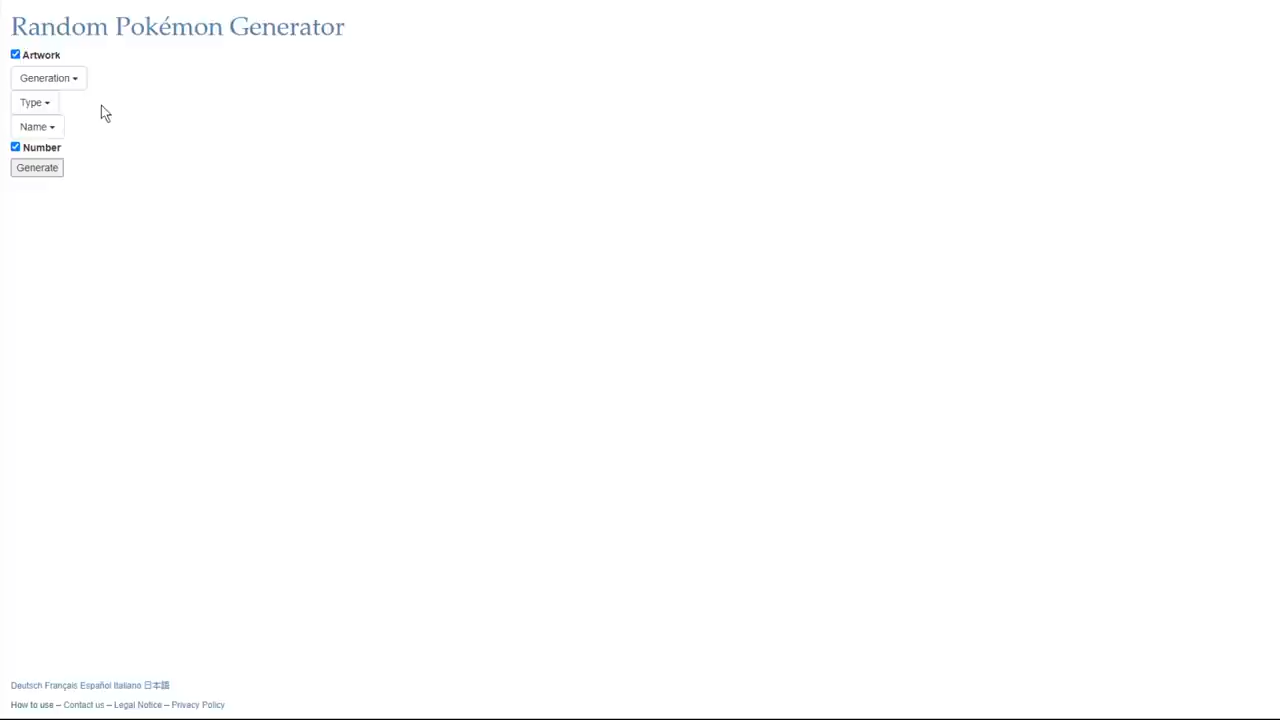 Random Pokémon Generator
Artwork
Generation
Type
Name
Number
Generate
Deutsch Français Español Italiano 日本語
How to use – Contact us – Legal Notice – Privacy Policy